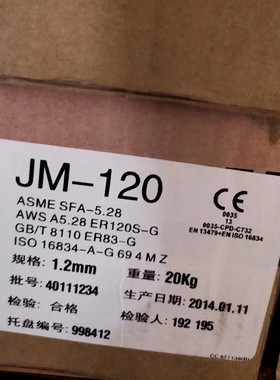 JM-120
CE
ASME SFA-5.28
AWS A5.28 ER120S-G
GB/T 8110 ER83-G
ISO 16834-A-G 69 4 M Z
0035
13
0035-CPD-C732
EN 13479+EN ISO 16834
规格: 1.2mm
重量: 20Kg
批号: 40111234
生产日期 2014.01.11
检验: 合格
检验人: 192 195
托盘编号: 998412